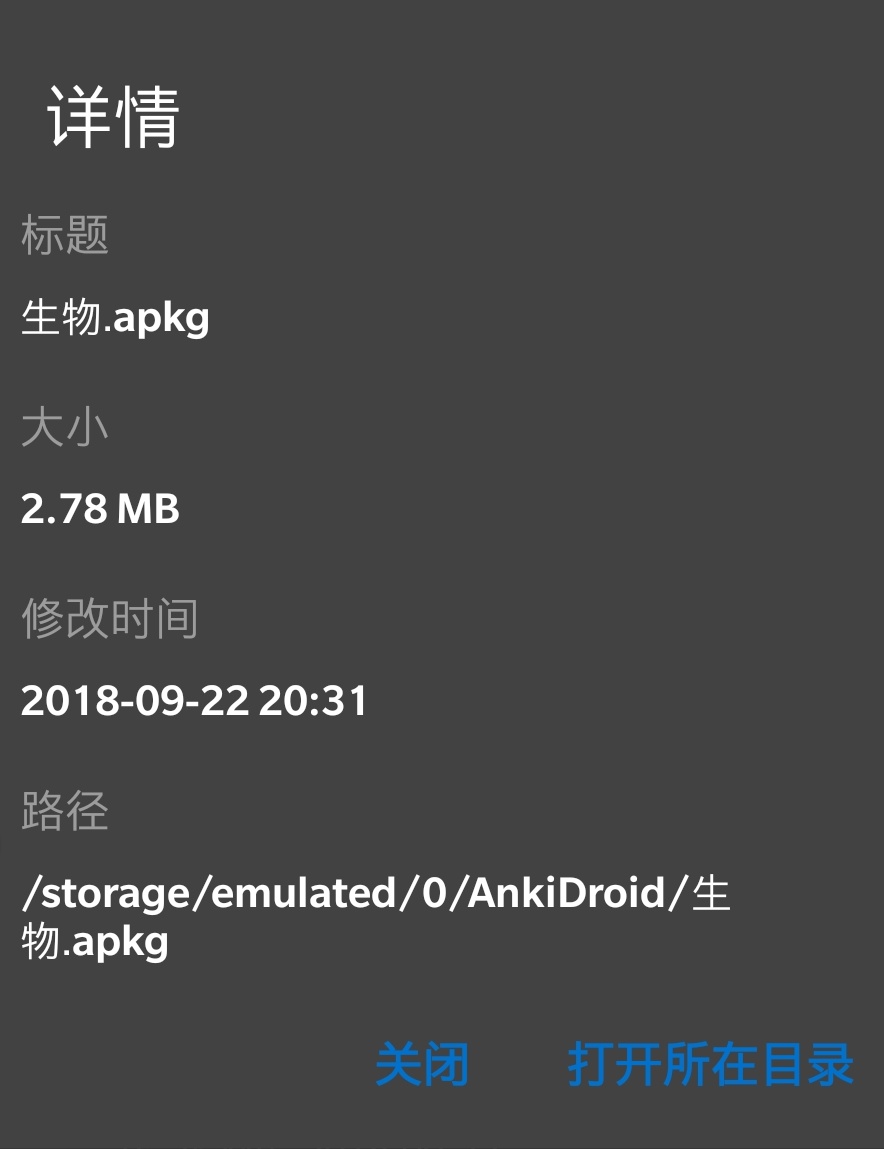 详情
标题
生物.apkg
大小
2.78 MB
修改时间
2018-09-22 20:31
路径
/storage/emulated/0/AnkiDroid/生
物.apkg
关闭 打开所在目录